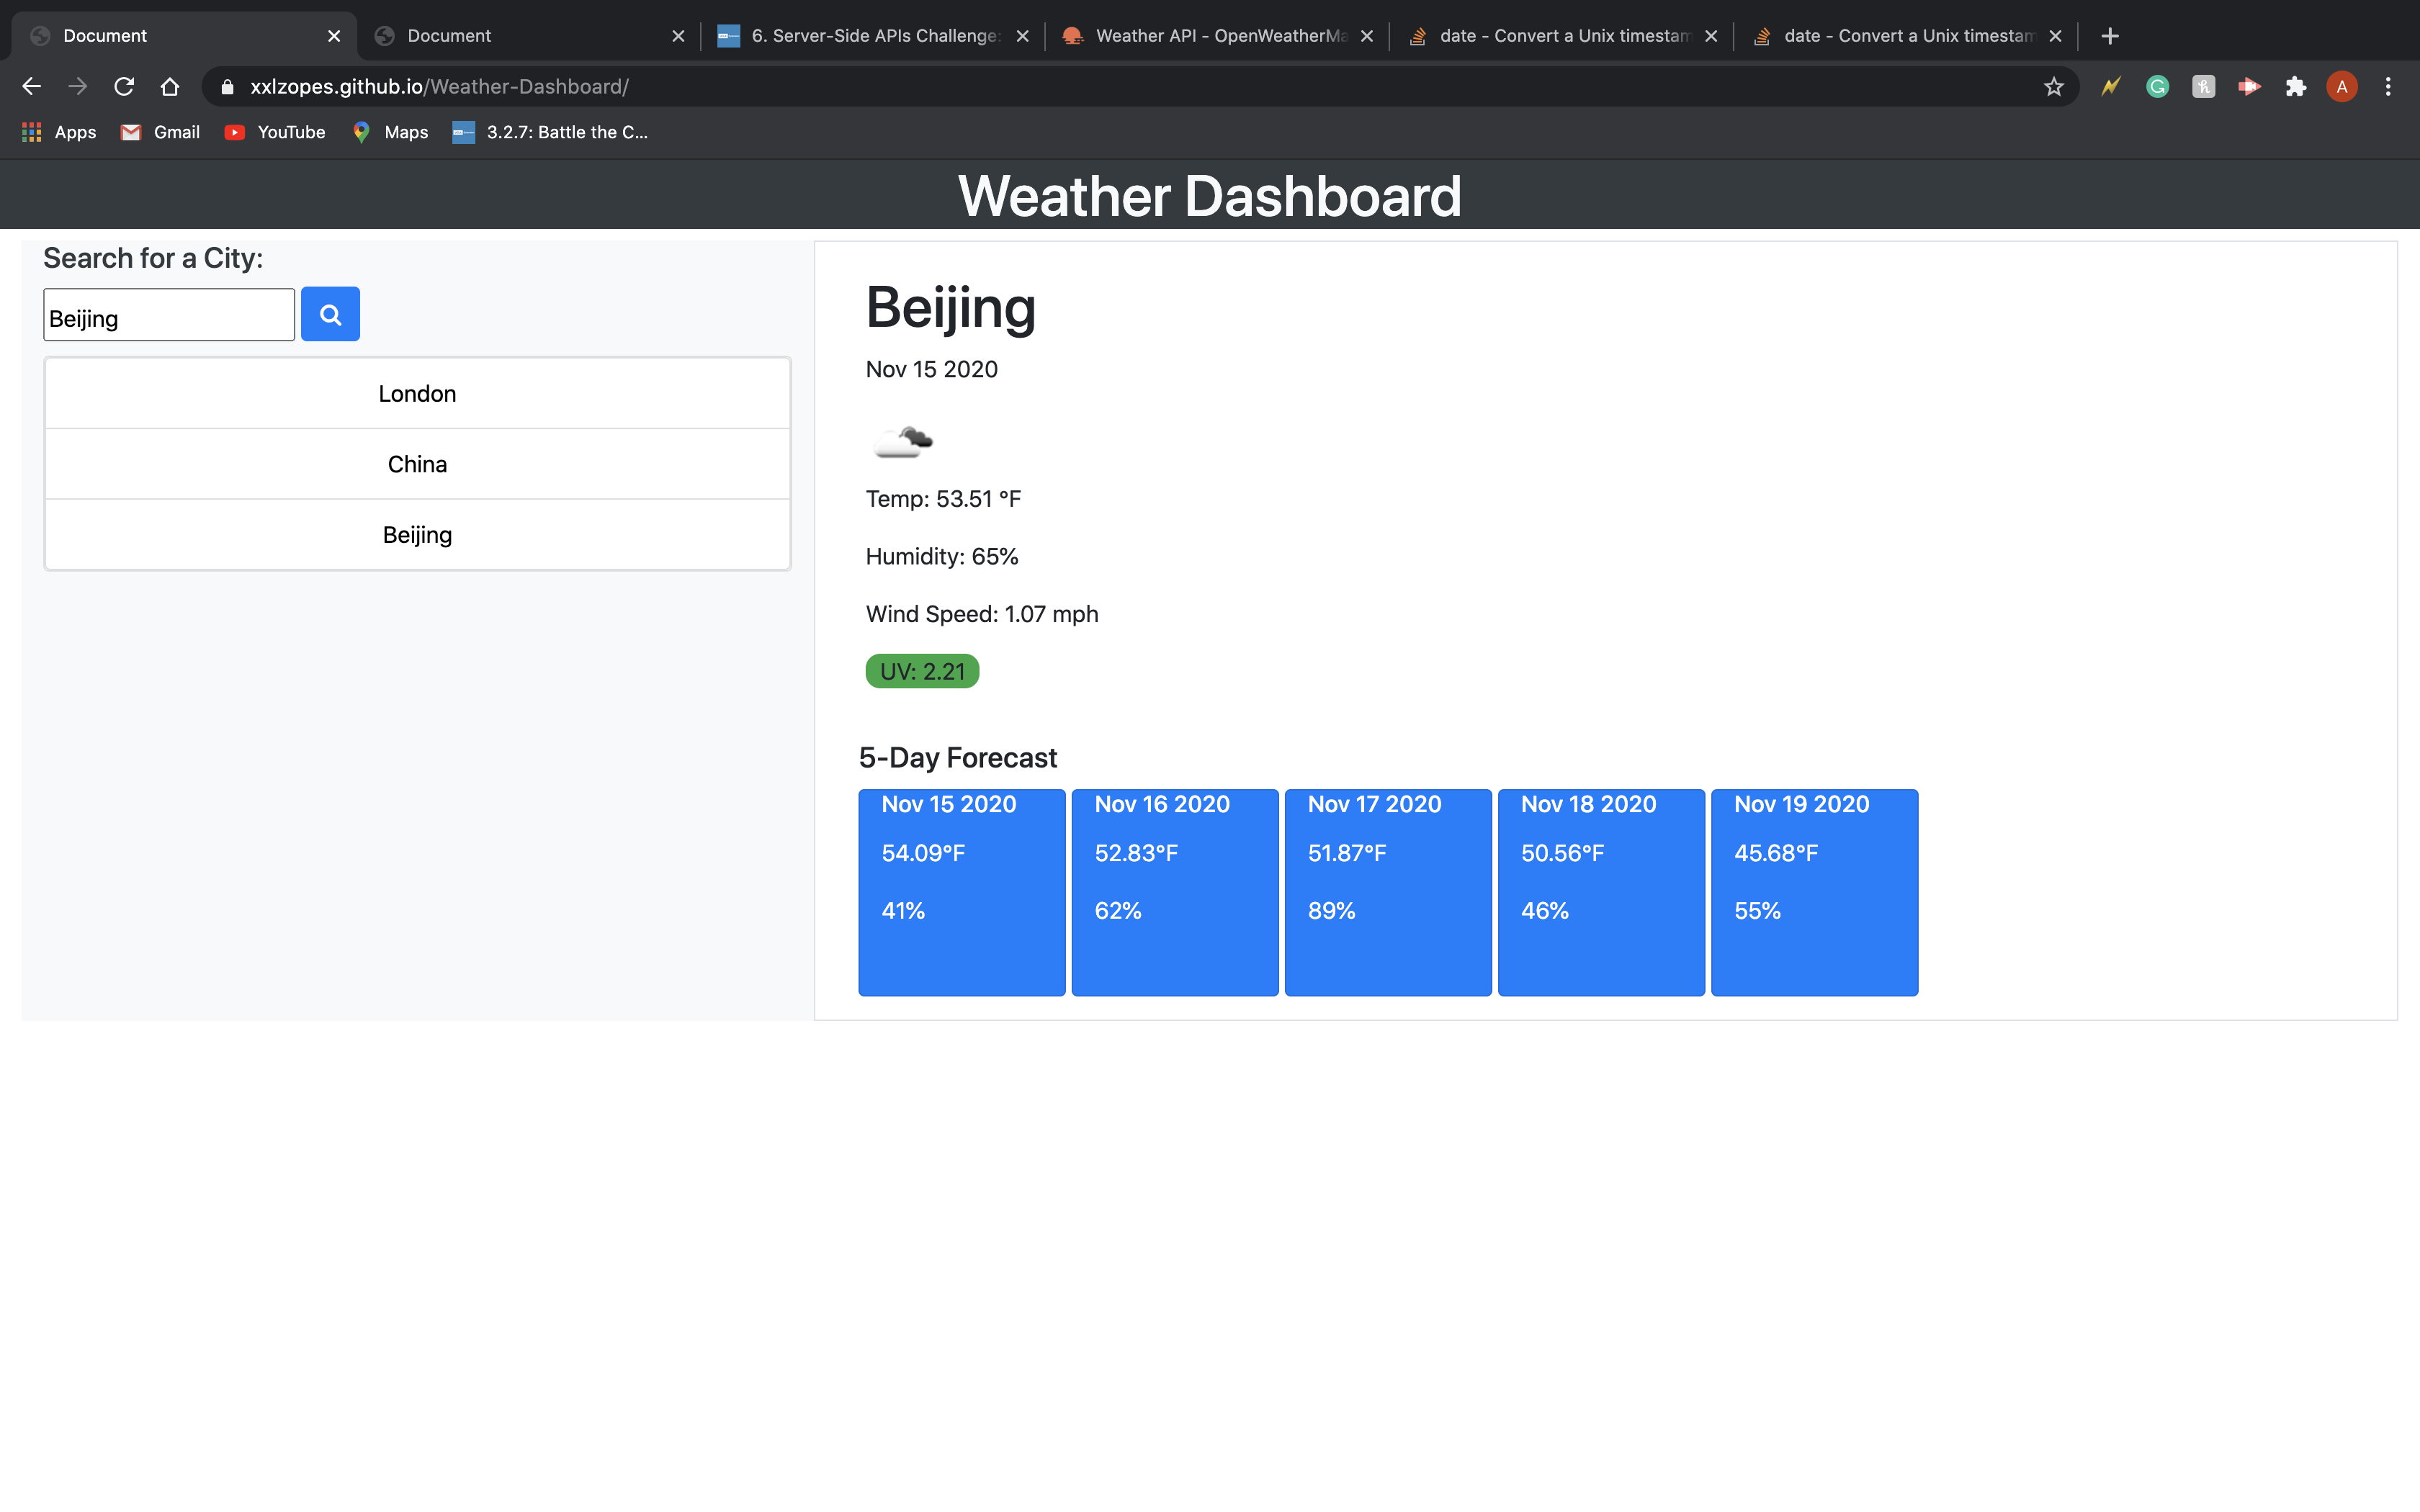 Document
Document
6. Server-Side APIs Challenge:
Weather API - OpenWeatherMa
date - Convert a Unix timestam
date - Convert a Unix timestam
xxlzopes.github.io/Weather-Dashboard/
A
Apps
Gmail
YouTube
Maps
3.2.7: Battle the C...
Weather Dashboard
Search for a City:
Beijing
London
China
Beijing
Beijing
Nov 15 2020
Temp: 53.51 °F
Humidity: 65%
Wind Speed: 1.07 mph
UV: 2.21
5-Day Forecast
Nov 15 2020
54.09°F
41%
Nov 16 2020
52.83°F
62%
Nov 17 2020
51.87°F
89%
Nov 18 2020
50.56°F
46%
Nov 19 2020
45.68°F
55%